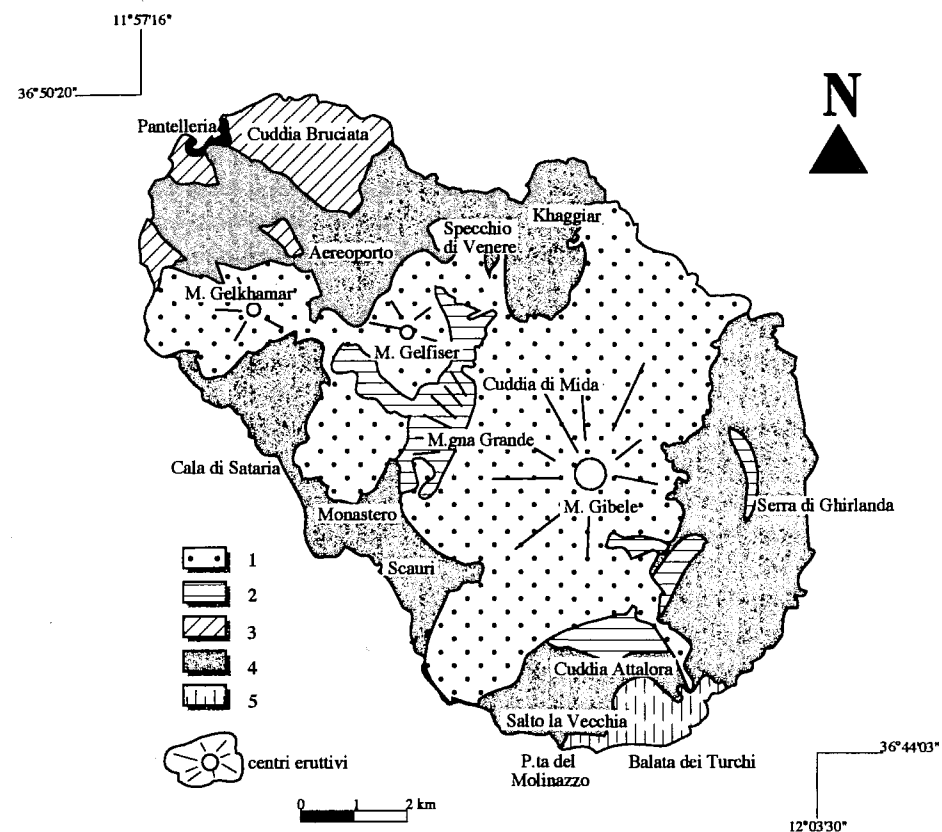 11°57'16"
36°50'20"
N
Pantelleria
Cuddia Bruciata
Khaggiar
Specchio
di Venere
Aereoporto
M. Gelkhamar
M. Gelfiser
Cuddia di Mida
M.gna Grande
Cala di Sataria
M. Gibele
Serra di Ghirlanda
Monastero
Scauri
1
2
3
4
5
Cuddia Attalora
Salto la Vecchia
P.ta del
Molinazzo
Balata dei Turchi
centri eruttivi
36°44'03"
0 1 2 km
12°03'30"